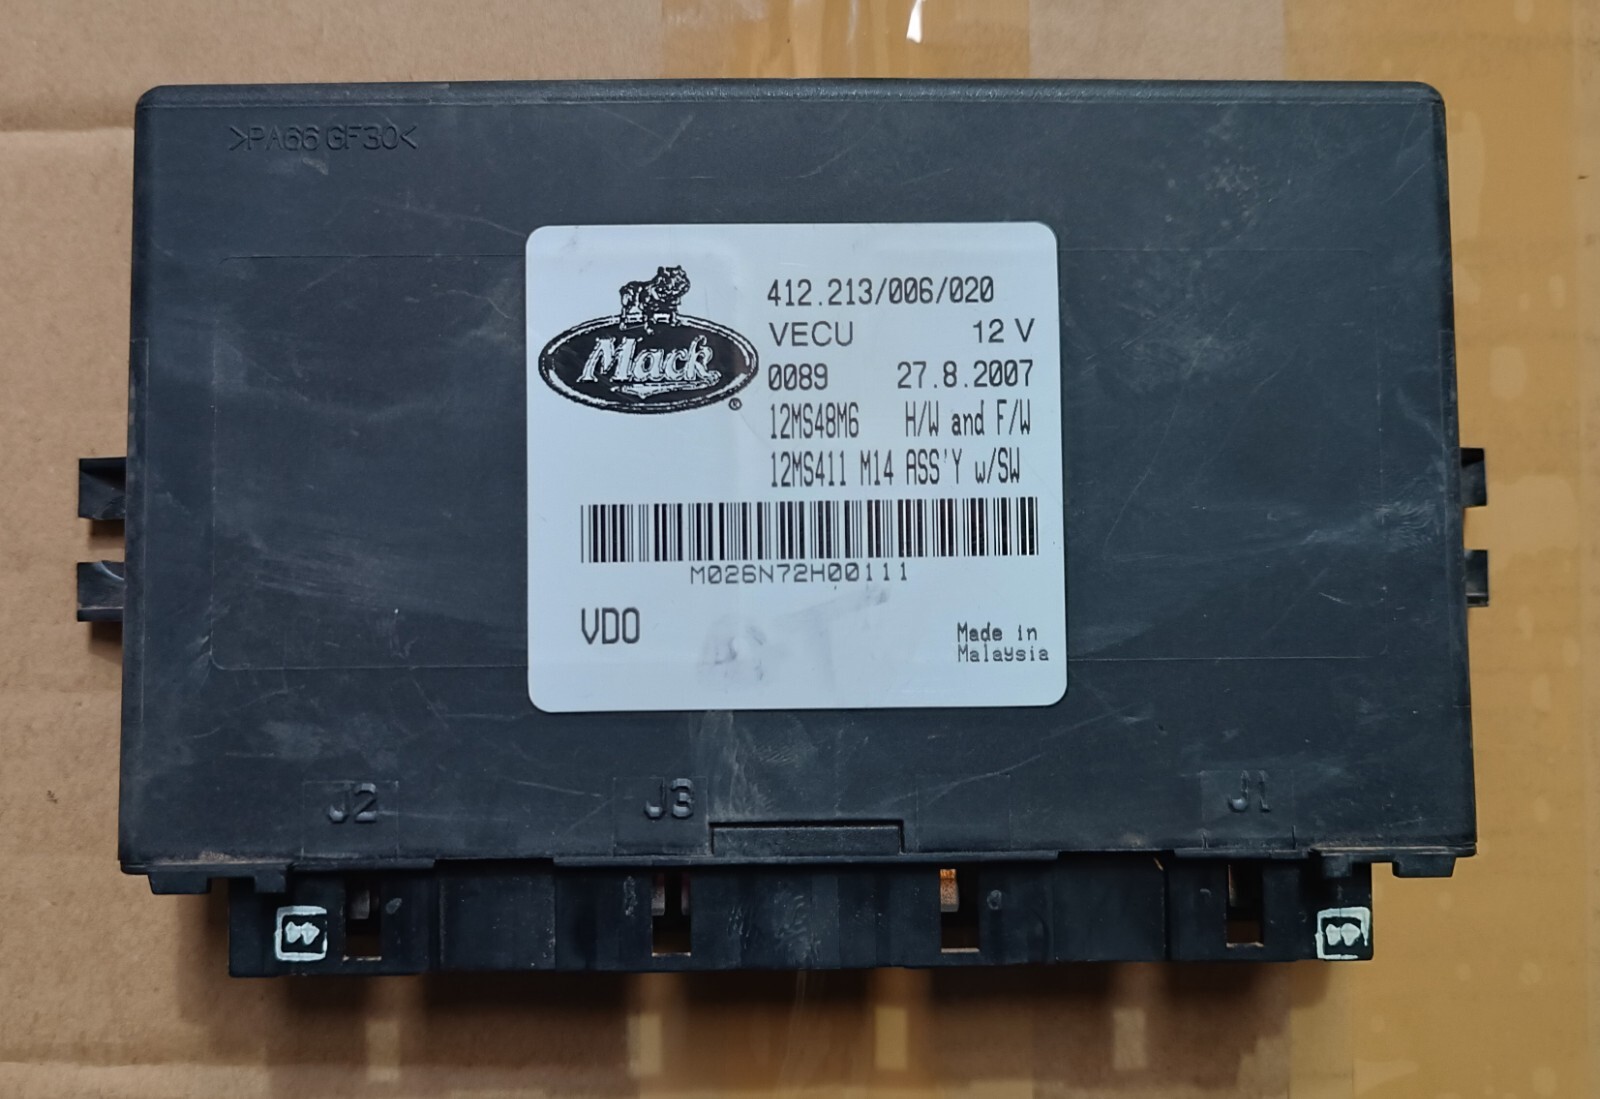 >PA66 GF30<
Mack
®
412.213/006/020
VECU 12 V
0089 27.8.2007
12MS48M6 H/W and F/W
12MS411 M14 ASS'Y w/SW
M026N72H00111
VDO
Made in
Malaysia
J2 J3 J1